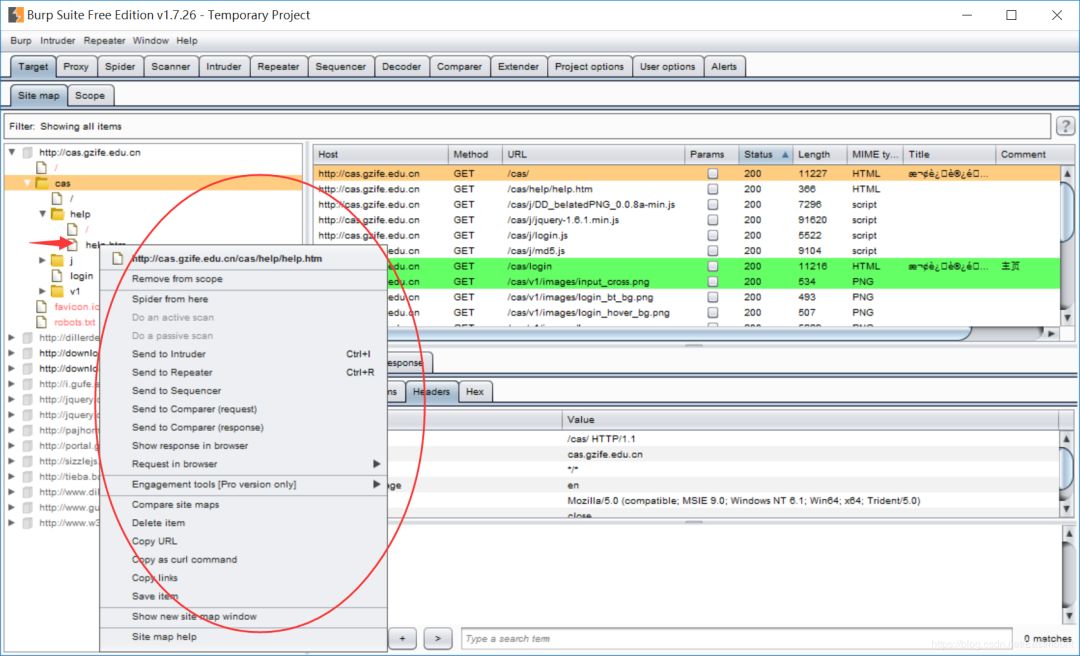 Burp Suite Free Edition v1.7.26 - Temporary Project
Burp Intruder Repeater Window Help
Target Proxy Spider Scanner Intruder Repeater Sequencer Decoder Comparer Extender Project options User options Alerts
Site map Scope
Filter: Showing all items ?
http://cas.gzife.edu.cn
/
cas
/
help
/
help.htm
j
login
v1
favicon.ic
robots.txt
http://dillerde
http://downlo
http://downlo
http://i.gufe.
http://jquery.
http://jquery.
http://pajhom
http://portal.g
http://sizzlejs
http://tieba.ba
http://www.dil
http://www.gu
http://www.w3
http://cas.gzife.edu.cn/cas/help/help.htm
Remove from scope
Spider from here
Do an active scan
Do a passive scan
Send to Intruder Ctrl+I
Send to Repeater Ctrl+R
Send to Sequencer
Send to Comparer (request)
Send to Comparer (response)
Show response in browser
Request in browser
Engagement tools [Pro version only]
Compare site maps
Delete item
Copy URL
Copy as curl command
Copy links
Save item
Show new site map window
Site map help
Host Method URL Params Status Length MIME ty... Title Comment
http://cas.gzife.edu.cn GET /cas/ 200 11227 HTML
http://cas.gzife.edu.cn GET /cas/help/help.htm 200 366 HTML
http://cas.gzife.edu.cn GET /cas/j/DD_belatedPNG_0.0.8a-min.js 200 7296 script
http://cas.gzife.edu.cn GET /cas/j/jquery-1.6.1.min.js 200 91620 script
http://cas.gzife.edu.cn GET /cas/j/login.js 200 5522 script
edu.cn GET /cas/j/md5.js 200 9104 script
edu.cn GET /cas/login 200 11216 HTML 主页
edu.cn GET /cas/v1/images/input_cross.png 200 534 PNG
edu.cn GET /cas/v1/images/login_bt_bg.png 200 493 PNG
edu.cn GET /cas/v1/images/login_hover_bg.png 200 507 PNG
esponse
ms Headers Hex
Value
/cas/ HTTP/1.1
cas.gzife.edu.cn
*/*
age en
Mozilla/5.0 (compatible; MSIE 9.0; Windows NT 6.1; Win64; x64; Trident/5.0)
close
+ > Type a search term 0 matches